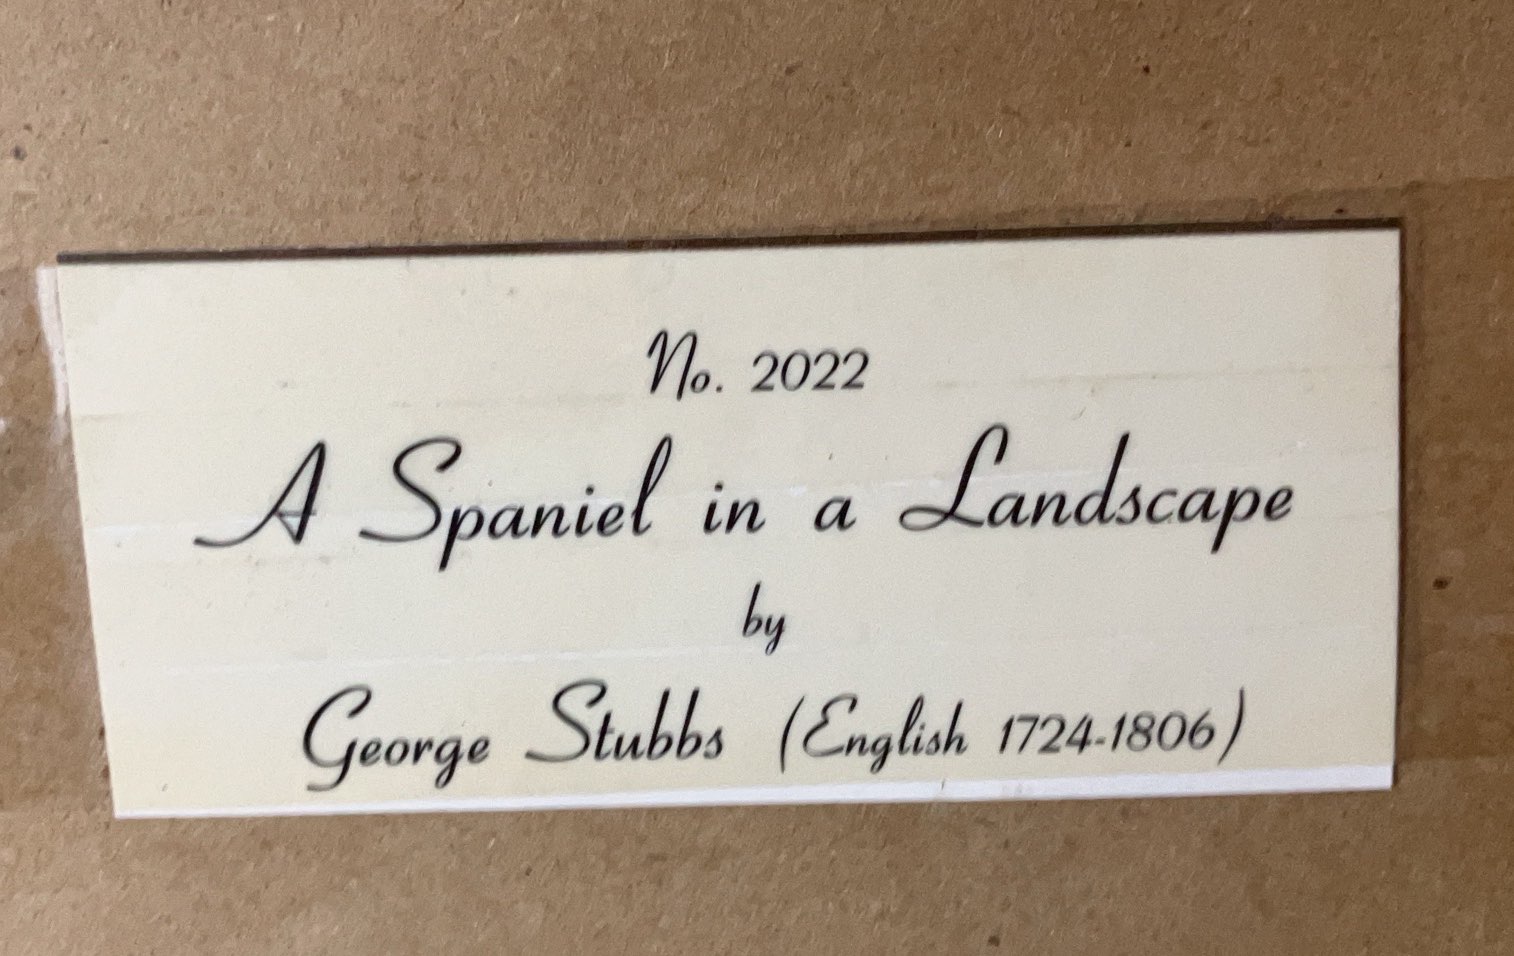 No. 2022
A Spaniel in a Landscape
by
George Stubbs (English 1724-1806)